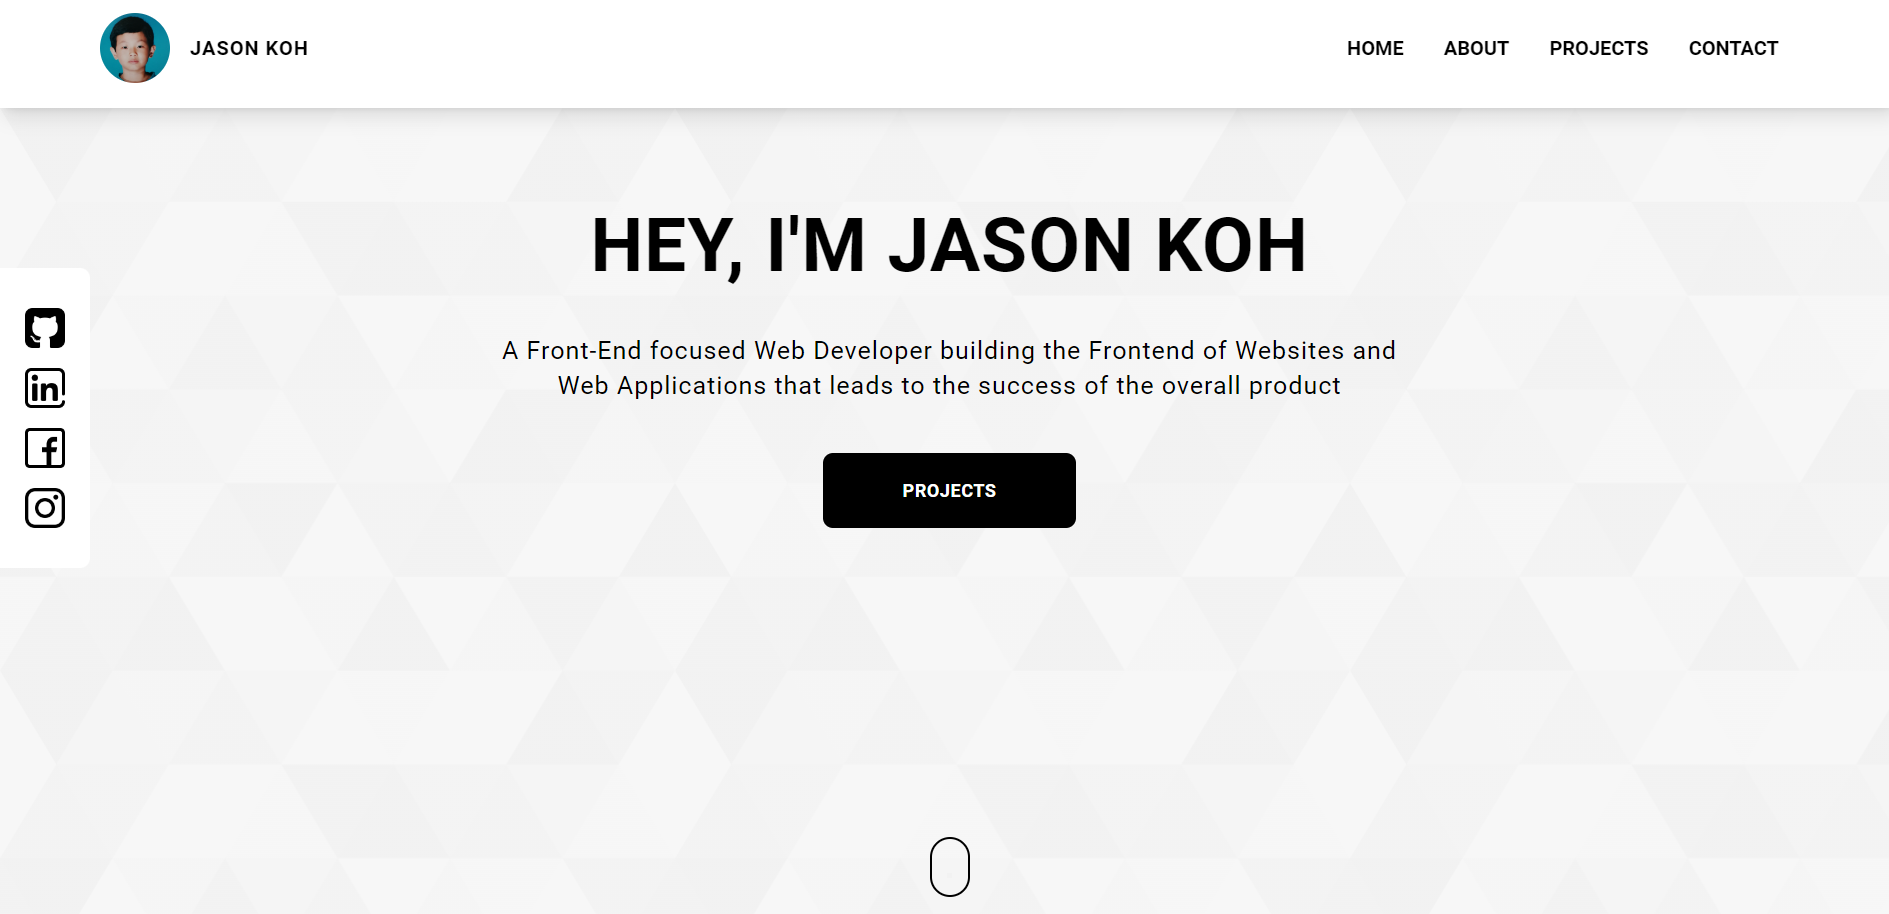 JASON KOH
HOME
ABOUT
PROJECTS
CONTACT
HEY, I'M JASON KOH
A Front-End focused Web Developer building the Frontend of Websites and
Web Applications that leads to the success of the overall product
PROJECTS
in
f